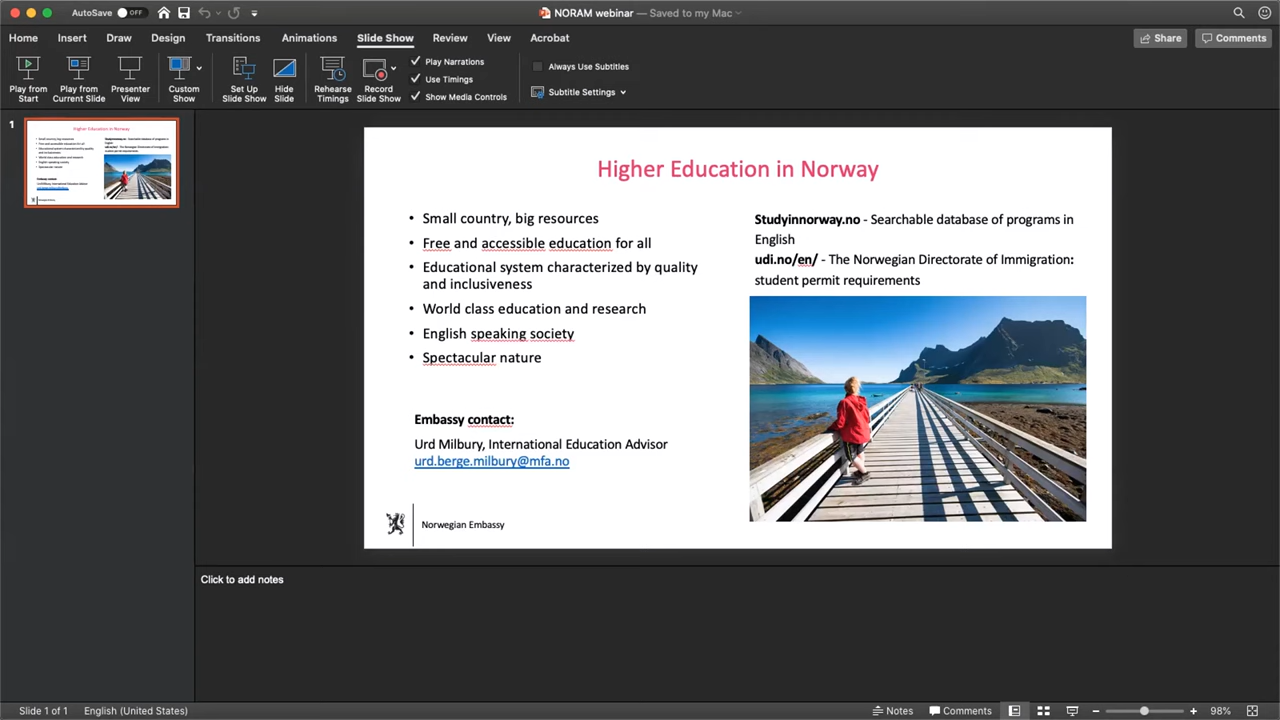 AutoSave OFF
NORAM webinar — Saved to my Mac
Home Insert Draw Design Transitions Animations Slide Show Review View Acrobat
Share Comments
Play from
Start
Play from
Current Slide
Presenter
View
Custom
Show
Set Up
Slide Show
Hide
Slide
Rehearse
Timings
Record
Slide Show
Play Narrations
Use Timings
Show Media Controls
Always Use Subtitles
Subtitle Settings
1
Higher Education in Norway
• Small country, big resources
• Free and accessible education for all
• Educational system characterized by quality
and inclusiveness
• World class education and research
• English speaking society
• Spectacular nature
Embassy contact:
Urd Milbury, International Education Advisor
urd.berge.milbury@mfa.no
Norwegian Embassy
Studyinnorway.no - Searchable database of programs in
English
udi.no/en/ - The Norwegian Directorate of Immigration:
student permit requirements
Click to add notes
Slide 1 of 1 English (United States)
Notes Comments 98%